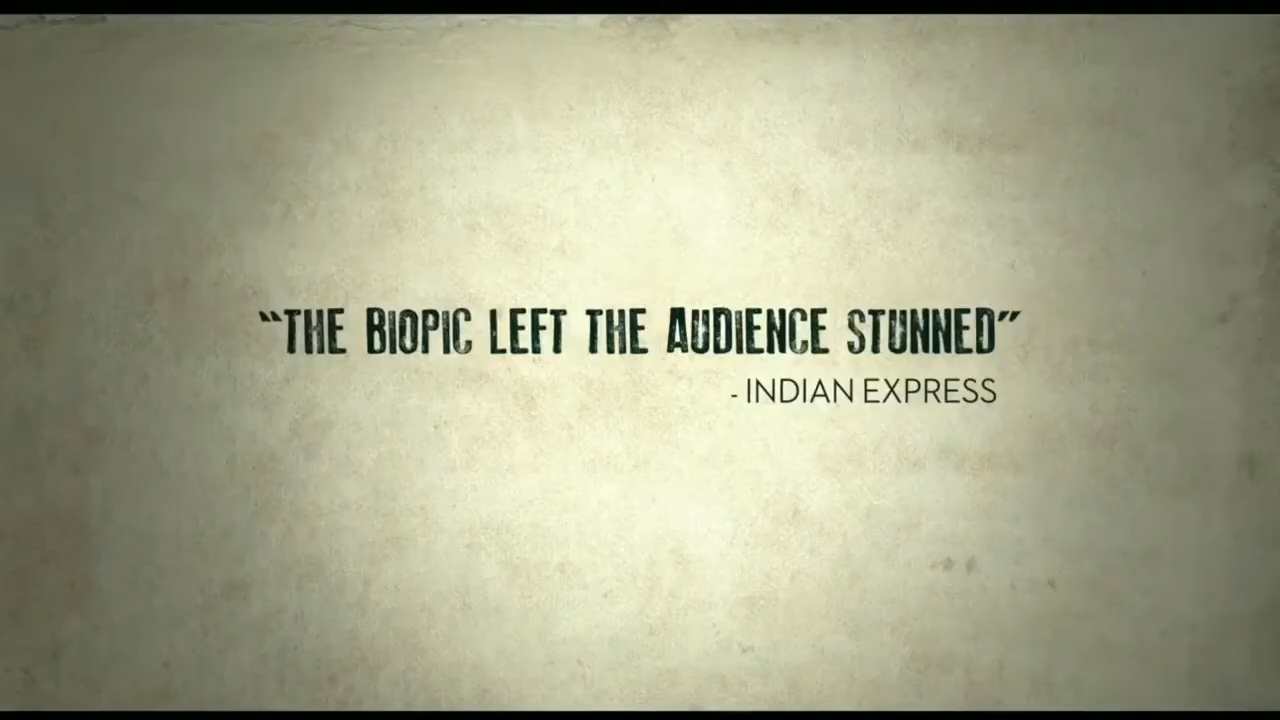 “THE BIOPIC LEFT THE AUDIENCE STUNNED”
- INDIAN EXPRESS